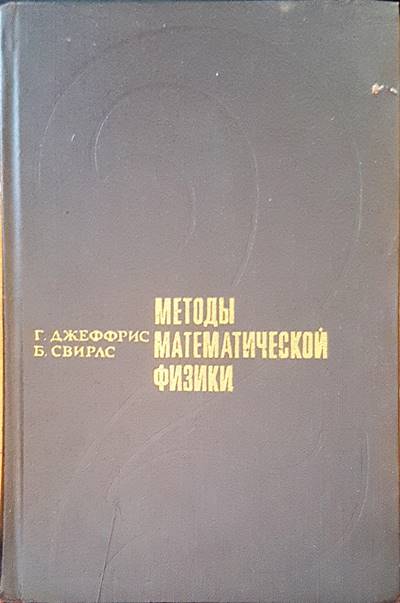 Г. ДЖЕФФРИС
Б. СВИРЛС
МЕТОДЫ
МАТЕМАТИЧЕСКОЙ
ФИЗИКИ